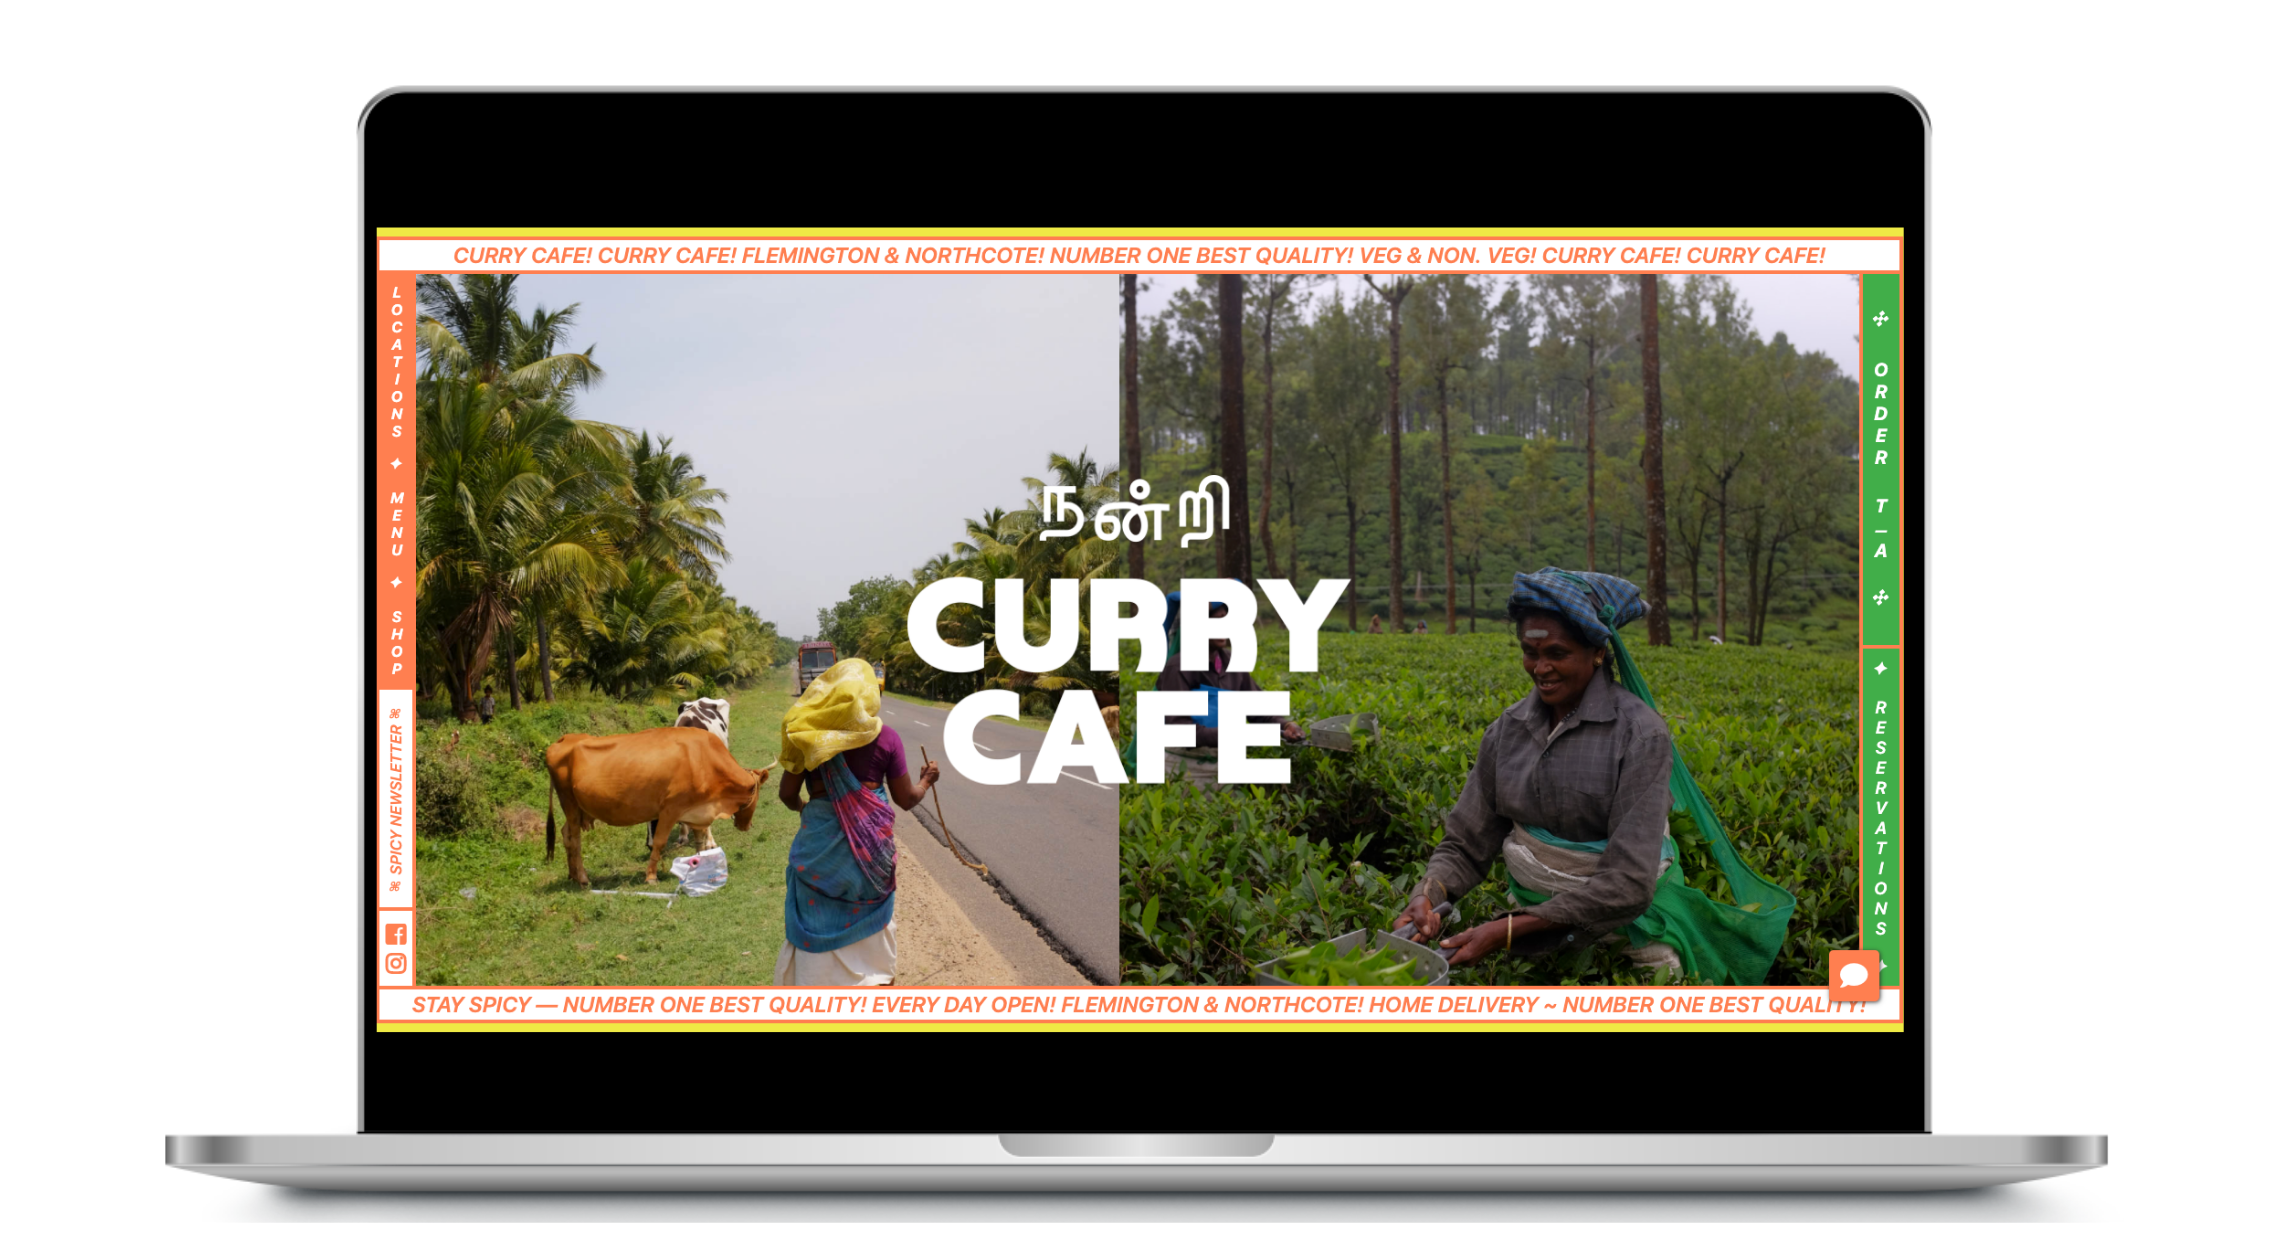 CURRY CAFE! CURRY CAFE! FLEMINGTON & NORTHCOTE! NUMBER ONE BEST QUALITY! VEG & NON. VEG! CURRY CAFE! CURRY CAFE!
LOCATIONS ✦ MENU ✦ SHOP
⌘ SPICY NEWSLETTER ⌘
நன்றி
CURRY
CAFE
ORDER T—A
✦ RESERVATIONS ✦
STAY SPICY — NUMBER ONE BEST QUALITY! EVERY DAY OPEN! FLEMINGTON & NORTHCOTE! HOME DELIVERY ~ NUMBER ONE BEST QUALITY!